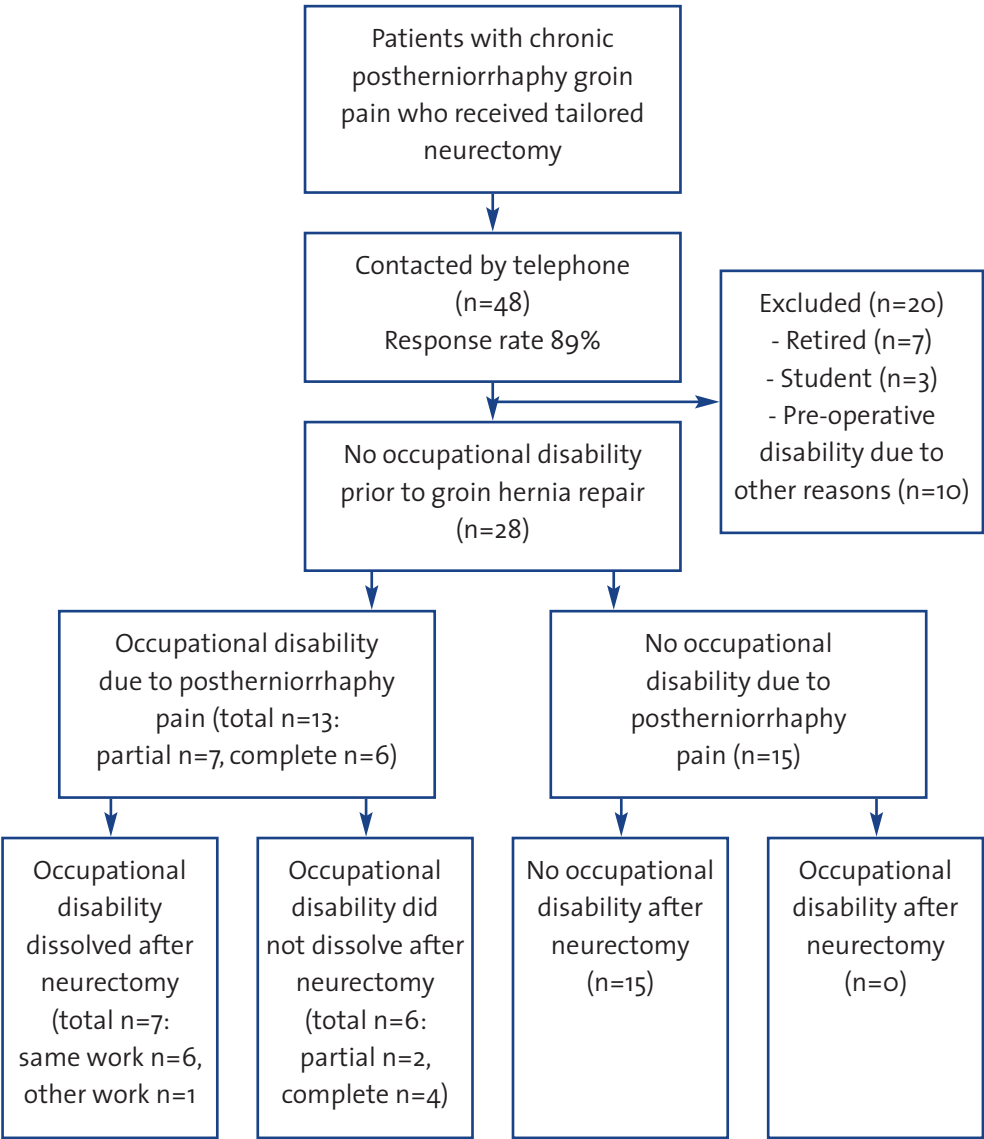 Patients with chronic
postherniorrhaphy groin
pain who received tailored
neurectomy
Contacted by telephone
(n=48)
Response rate 89%
Excluded (n=20)
- Retired (n=7)
- Student (n=3)
- Pre-operative
disability due to
other reasons (n=10)
No occupational disability
prior to groin hernia repair
(n=28)
Occupational disability
due to postherniorrhaphy
pain (total n=13:
partial n=7, complete n=6)
No occupational
disability due to
postherniorrhaphy
pain (n=15)
Occupational
disability
dissolved after
neurectomy
(total n=7:
same work n=6,
other work n=1
Occupational
disability did
not dissolve after
neurectomy
(total n=6:
partial n=2,
complete n=4)
No occupational
disability after
neurectomy
(n=15)
Occupational
disability after
neurectomy
(n=0)